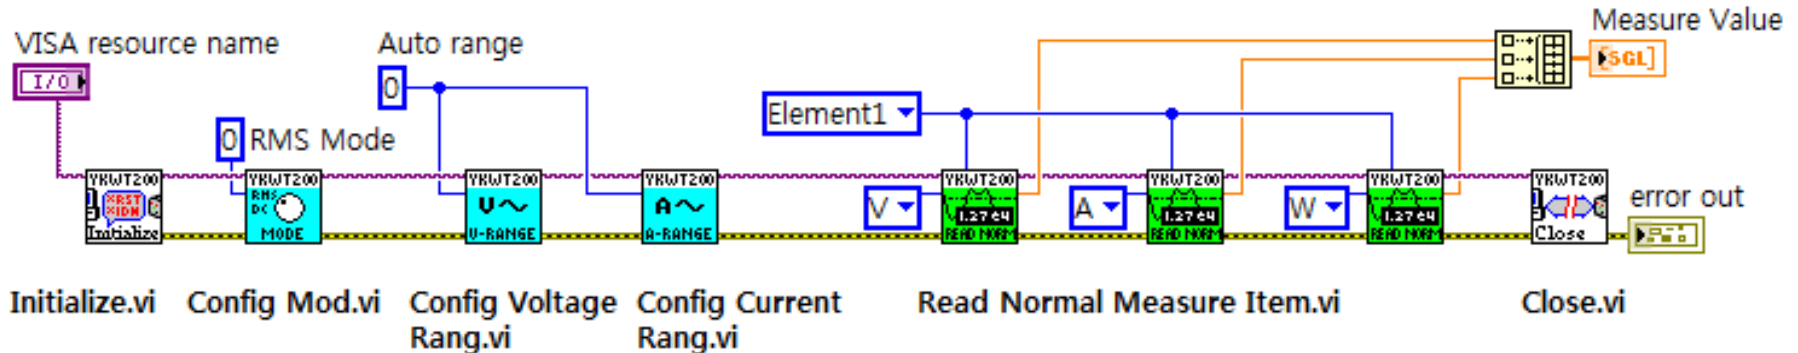 VISA resource name
I/O
Auto range
0
0 RMS Mode
Element1
Measure Value
[SGL]
YKWT200
*RST
*IDN
Initialize
YKWT200
RMS
DC
MODE
YKWT200
V~
V-RANGE
YKWT200
A~
A-RANGE
V
YKWT200
1.27e4
READ NORM
A
YKWT200
1.27e4
READ NORM
W
YKWT200
1.27e4
READ NORM
YKWT200
Close
error out
Initialize.vi
Config Mod.vi
Config Voltage
Rang.vi
Config Current
Rang.vi
Read Normal Measure Item.vi
Close.vi